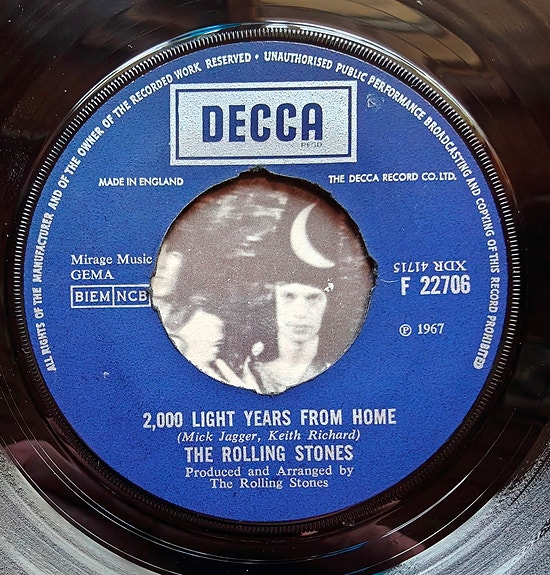 ALL RIGHTS OF THE MANUFACTURER AND OF THE OWNER OF THE RECORDED WORK RESERVED • UNAUTHORISED PUBLIC PERFORMANCE BROADCASTING AND COPYING OF THIS RECORD PROHIBITED
DECCA
REGD
MADE IN ENGLAND
THE DECCA RECORD CO. LTD.
Mirage Music
GEMA
BIEM NCB
XDR 41715
F 22706
℗ 1967
2,000 LIGHT YEARS FROM HOME
(Mick Jagger, Keith Richard)
THE ROLLING STONES
Produced and Arranged by
The Rolling Stones